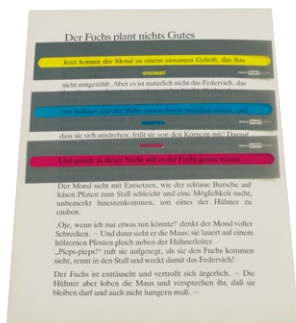 Der Fuchs plant nichts Gutes
Jetzt kommt der Mond zu einem einsamen Gehöft, das ihm
nicht mitgezählt. Aber es ist natürlich nicht das Federvieh, das
Die Hühner und der Hahn ahnen davon natürlich nichts, und
dass sie sich umsehen, frißt sie von den Körnern mit! Darauf
Und gerade in dieser Nacht will es der Fuchs genau wissen.
Der Mond sieht mit Entsetzen, wie der schlaue Bursche auf
leisen Pfoten zum Stall schleicht und eine Möglichkeit sucht,
unbemerkt hineinzukommen, um eines der Hühner zu
rauben.
„Oje, wenn ich nur etwas tun könnte!" denkt der Mond voller
Schrecken. – Und dann sieht er die Maus: sie lauert auf einem
hölzernen Pfosten gleich neben der Hühnerleiter.
„Pieps-pieps!" ruft sie aufgeregt, als sie den Fuchs kommen
sieht, rennt in den Stall und weckt damit das Federvieh!
Der Fuchs ist enttäuscht und vertrollt sich ärgerlich. – Die
Hühner aber loben die Maus und versprechen ihr, daß sie
bleiben darf und auch nicht hungern muß. –